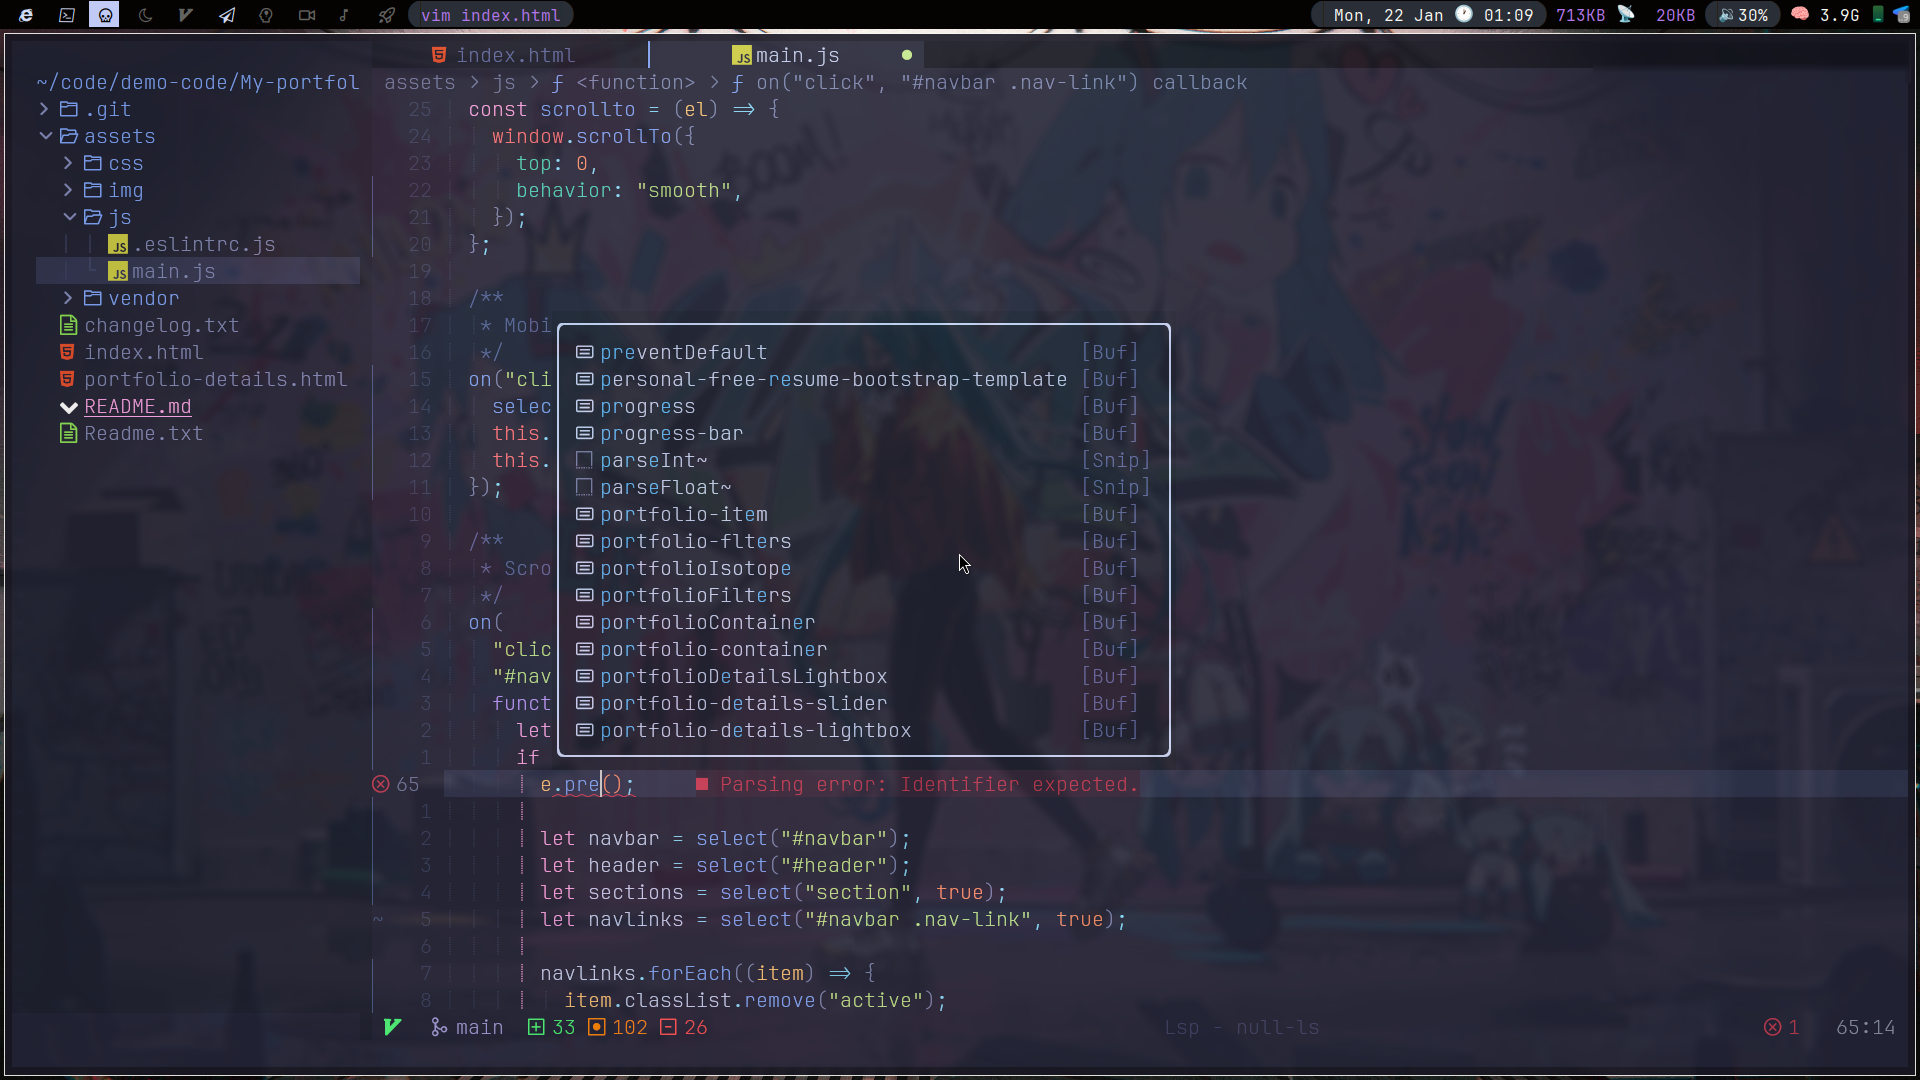 vim index.html
Mon, 22 Jan 01:09 713KB 20KB 30% 3.9G
index.html
main.js
~/code/demo-code/My-portfol
.git
assets
css
img
js
.eslintrc.js
main.js
vendor
changelog.txt
index.html
portfolio-details.html
README.md
Readme.txt
assets > js > ƒ <function> > ƒ on("click", "#navbar .nav-link") callback
25 const scrollto = (el) => {
24 window.scrollTo({
23 top: 0,
22 behavior: "smooth",
21 });
20 };
19
18 /**
17 * Mobi
16 */
15 on("cli
14 selec
13 this.
12 this.
11 });
10
9 /**
8 * Scro
7 */
6 on(
5 "clic
4 "#nav
3 funct
2 let
1 if
preventDefault [Buf]
personal-free-resume-bootstrap-template [Buf]
progress [Buf]
progress-bar [Buf]
parseInt~ [Snip]
parseFloat~ [Snip]
portfolio-item [Buf]
portfolio-flters [Buf]
portfolioIsotope [Buf]
portfolioFilters [Buf]
portfolioContainer [Buf]
portfolio-container [Buf]
portfolioDetailsLightbox [Buf]
portfolio-details-slider [Buf]
portfolio-details-lightbox [Buf]
65 e.pre(); ■ Parsing error: Identifier expected.
1
2 let navbar = select("#navbar");
3 let header = select("#header");
4 let sections = select("section", true);
~ 5 let navlinks = select("#navbar .nav-link", true);
6
7 navlinks.forEach((item) => {
8 item.classList.remove("active");
main 33 102 26 Lsp - null-ls 1 65:14